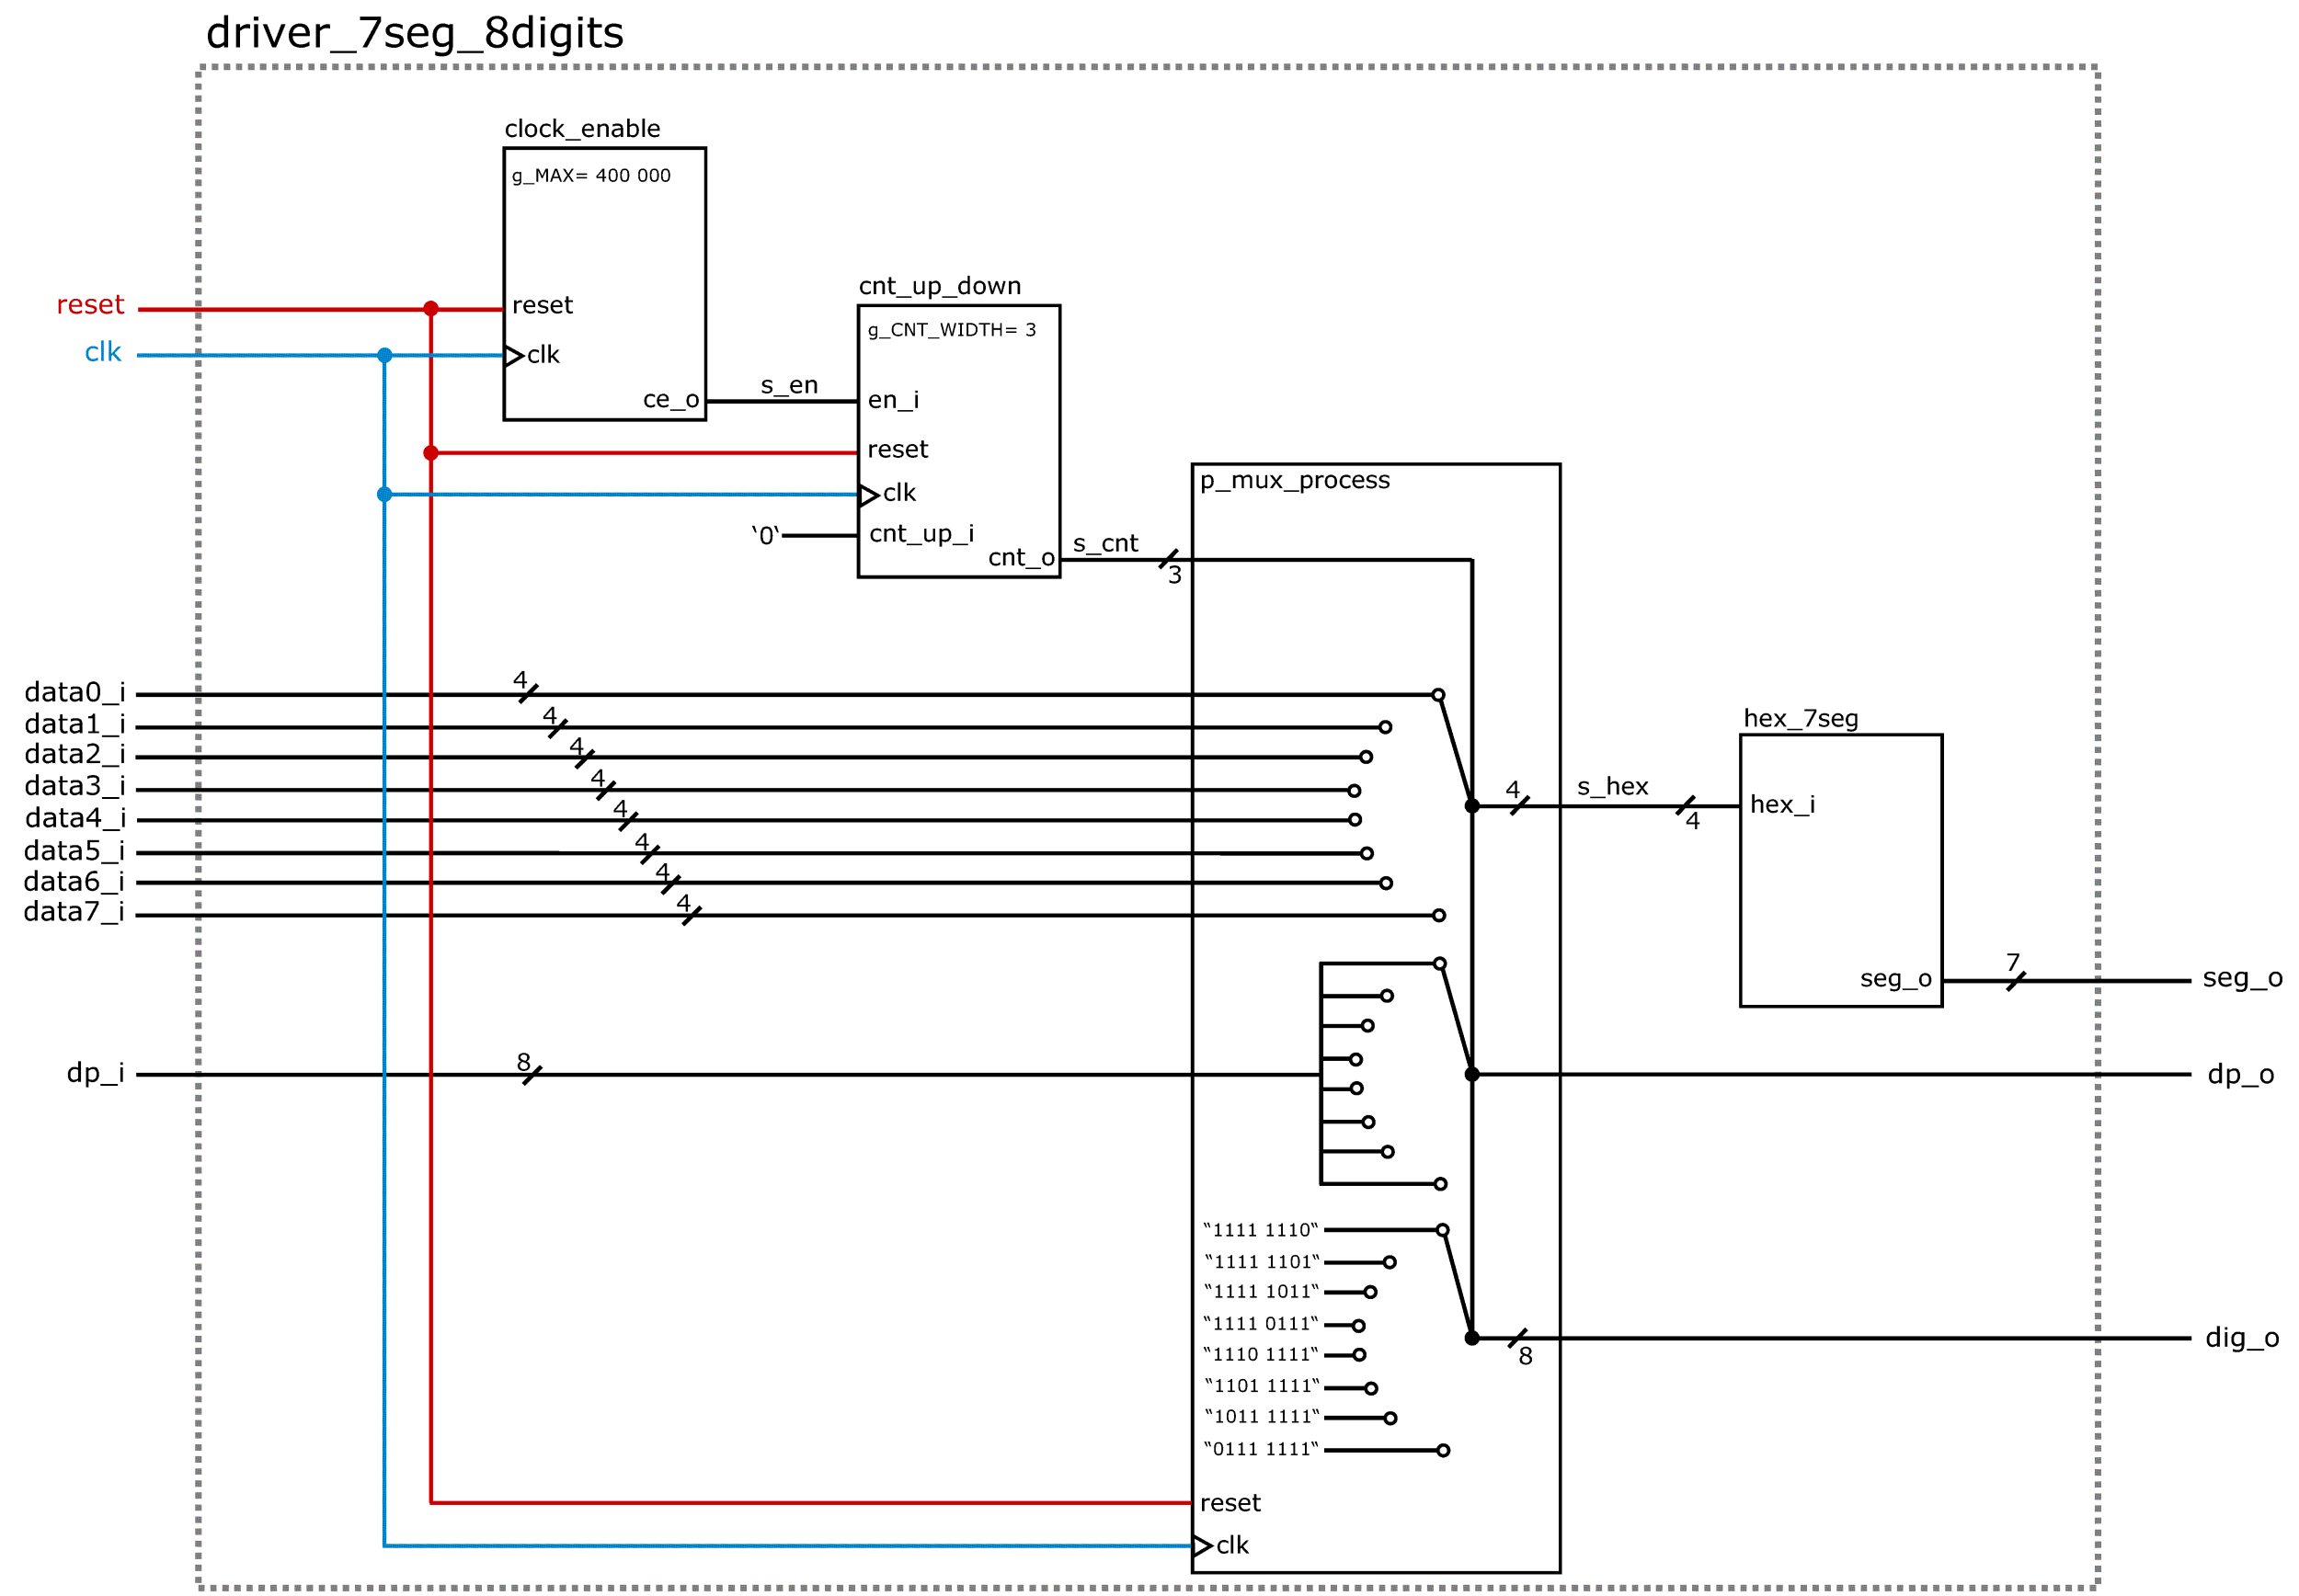 driver_7seg_8digits
clock_enable
g_MAX= 400 000
reset
clk
ce_o
reset
clk
s_en
cnt_up_down
g_CNT_WIDTH= 3
en_i
reset
clk
cnt_up_i
cnt_o
‘0‘
s_cnt
3
p_mux_process
data0_i
4
data1_i
4
data2_i
4
data3_i
4
data4_i
4
data5_i
4
data6_i
4
data7_i
4
4
s_hex
4
hex_7seg
hex_i
seg_o
7
seg_o
dp_i
8
dp_o
“1111 1110“
“1111 1101“
“1111 1011“
“1111 0111“
“1110 1111“
“1101 1111“
“1011 1111“
“0111 1111“
8
dig_o
reset
clk